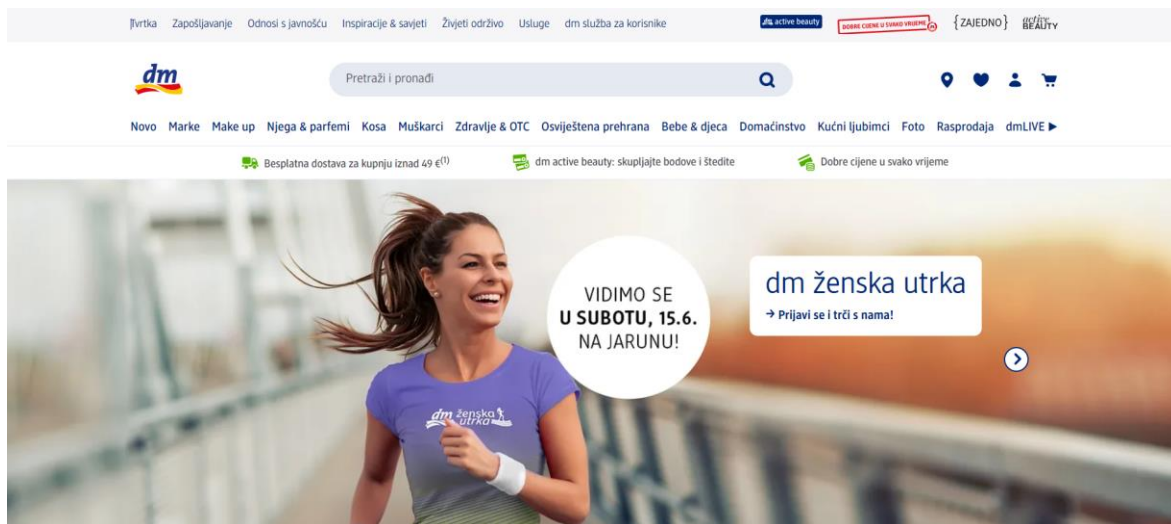 Tvrtka Zapošljavanje Odnosi s javnošću Inspiracije & savjeti Živjeti održivo Usluge dm služba za korisnike active beauty DOBRE CIJENE U SVAKO VRIJEME {ZAJEDNO} active BEAUTY
dm
Pretraži i pronađi
Novo Marke Make up Njega & parfemi Kosa Muškarci Zdravlje & OTC Osviještena prehrana Bebe & djeca Domaćinstvo Kućni ljubimci Foto Rasprodaja dmLIVE
Besplatna dostava za kupnju iznad 49 €(1) dm active beauty: skupljajte bodove i štedite Dobre cijene u svako vrijeme
VIDIMO SE
U SUBOTU, 15.6.
NA JARUNU!
dm ženska utrka
→ Prijavi se i trči s nama!
dm ženska
utrka